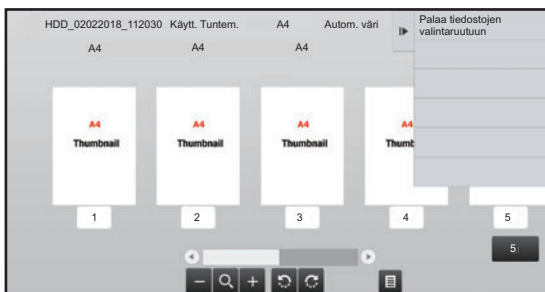 HDD_02022018_112030 Käytt. Tuntem. A4 Autom. väri
Palaa tiedostojen
valintaruutuun
A4 A4 A4
A4 A4 A4 A4
Thumbnail Thumbnail Thumbnail Thumb
1 2 3 4 5
5